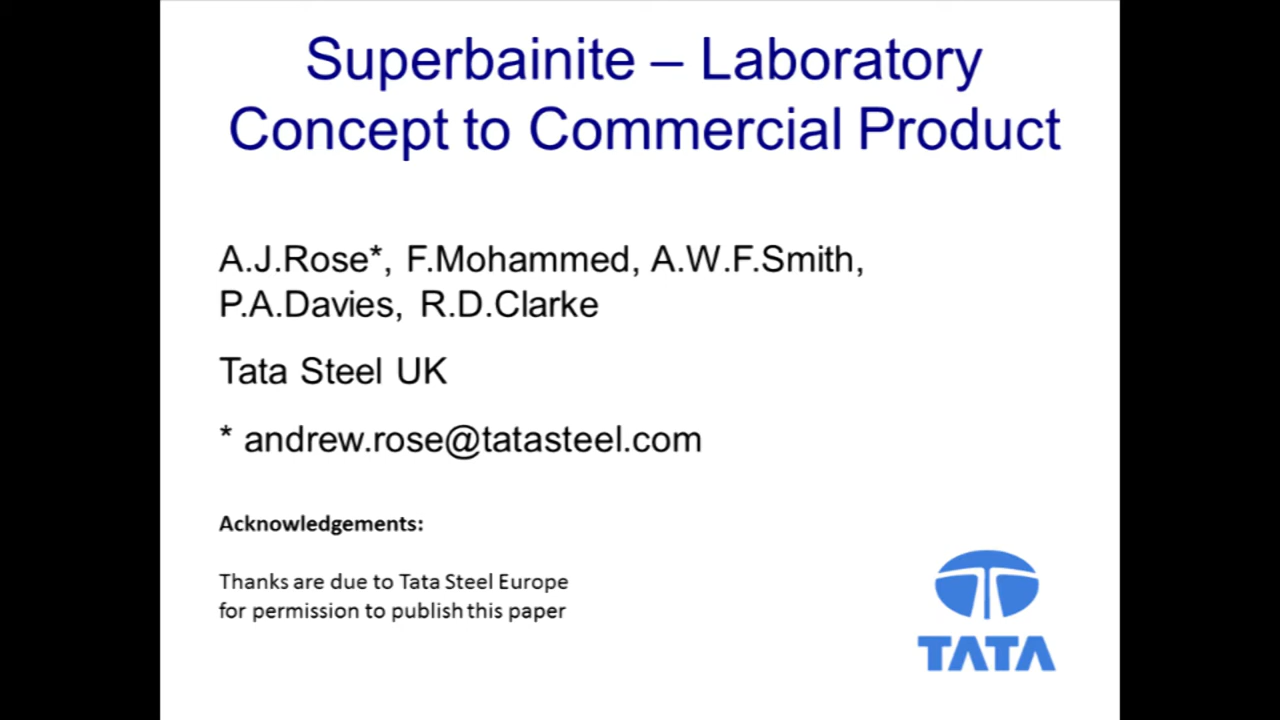 Superbainite – Laboratory
Concept to Commercial Product
A.J.Rose*, F.Mohammed, A.W.F.Smith,
P.A.Davies, R.D.Clarke
Tata Steel UK
* andrew.rose@tatasteel.com
Acknowledgements:
Thanks are due to Tata Steel Europe
for permission to publish this paper
TATA